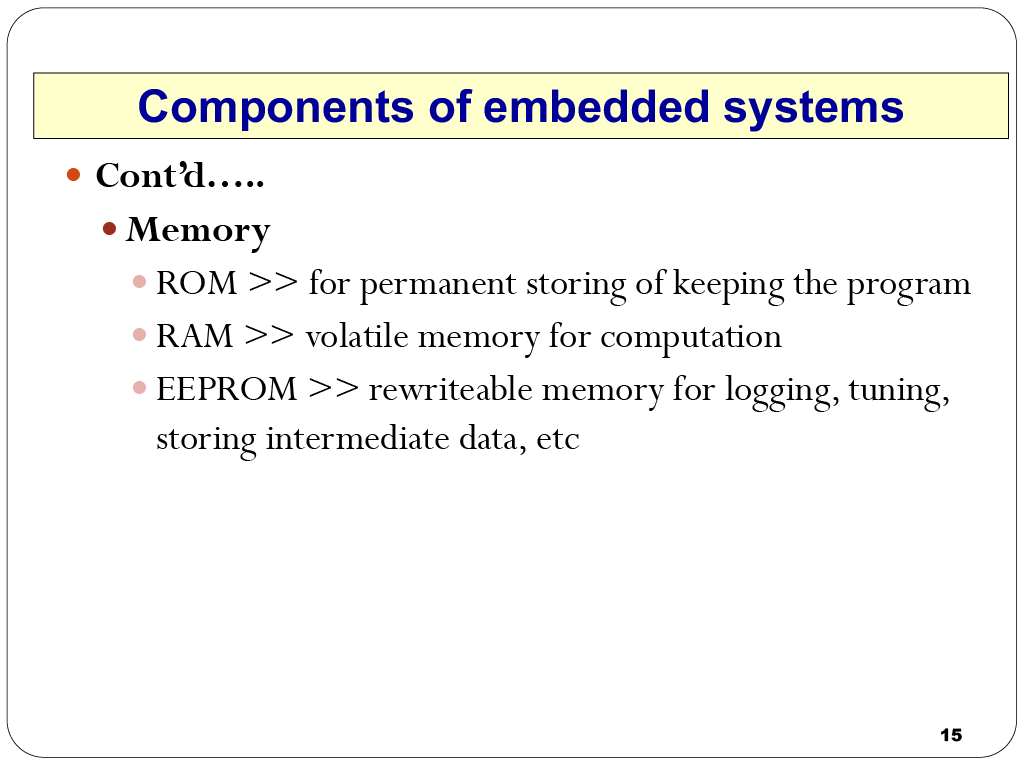 Components of embedded systems
Cont’d…..
Memory
ROM >> for permanent storing of keeping the program
RAM >> volatile memory for computation
EEPROM >> rewriteable memory for logging, tuning,
storing intermediate data, etc
15